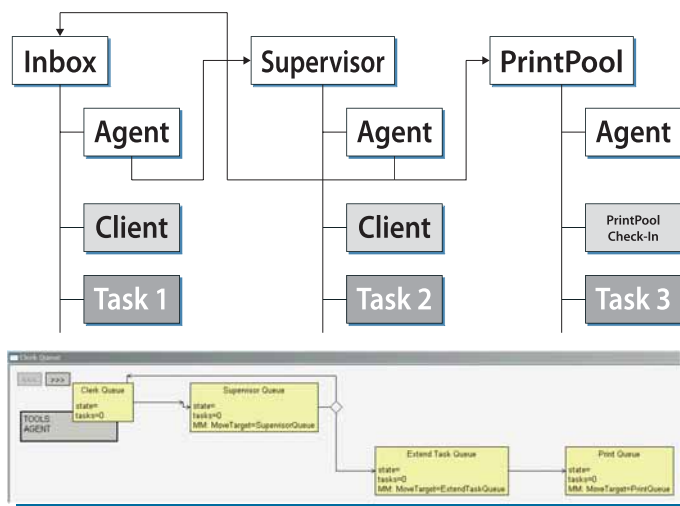 Inbox
Supervisor
PrintPool
Agent
Agent
Agent
Client
Client
PrintPool
Check-In
Task 1
Task 2
Task 3
Clerk Queue
<<<
>>>
Clerk Queue
state=
tasks=0
TOOLS:
AGENT
Supervisor Queue
state=
tasks=0
MM: MoveTarget=SupervisorQueue
Extend Task Queue
state=
tasks=0
MM: MoveTarget=ExtendTaskQueue
Print Queue
state=
tasks=0
MM: MoveTarget=PrintQueue